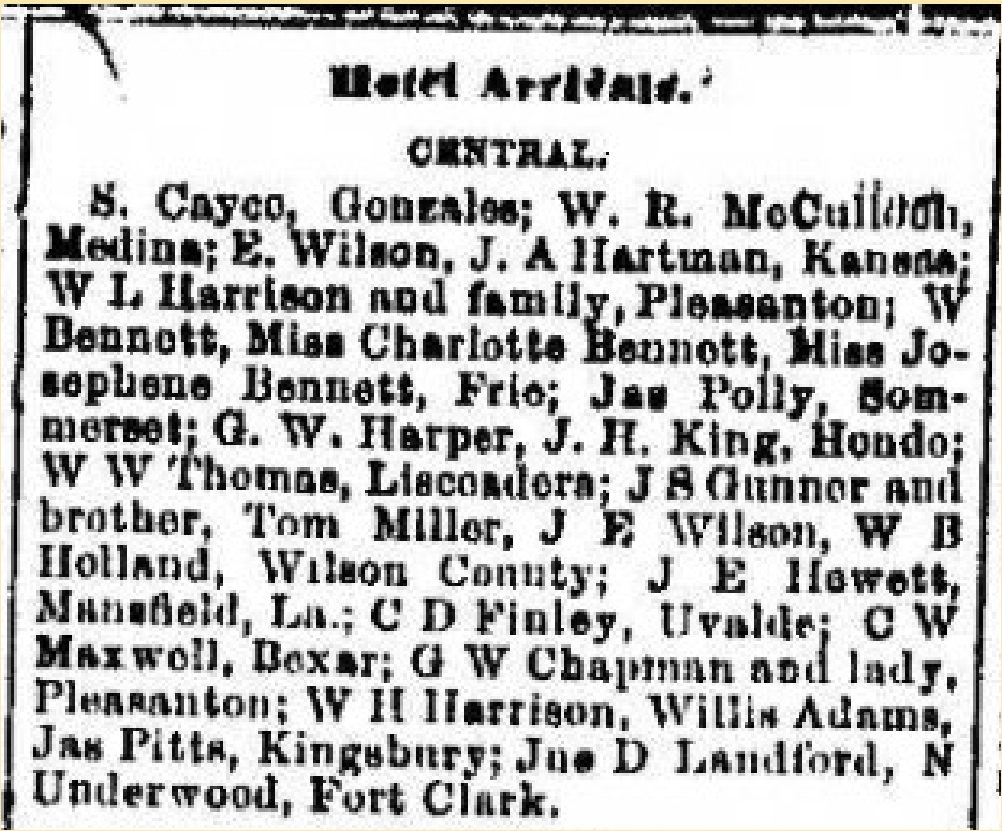 Hotel Arrivals.
CENTRAL.
S. Cayce, Gonzales; W. R. McCulloch,
Medina; E. Wilson, J. A Hartman, Kansas;
W L Harrison and family, Pleasanton; W
Bennett, Miss Charlotte Bennett, Miss Jo-
sephene Bennett, Frio; Jas Polly, Som-
merset; G. W. Harper, J. H. King, Hondo;
W W Thomas, J S Gunner and
brother, Tom Miller, J E Wilson, W B
Holland, Wilson County; J E Hewett,
Mansfield, La.; C D Finley, Uvalde; C W
Maxwell, Bexar; G W Chapman and lady,
Pleasanton; W H Harrison, Willis Adams,
Jas Pitts, Kingsbury; Jno D Landford, N
Underwood, Fort Clark.